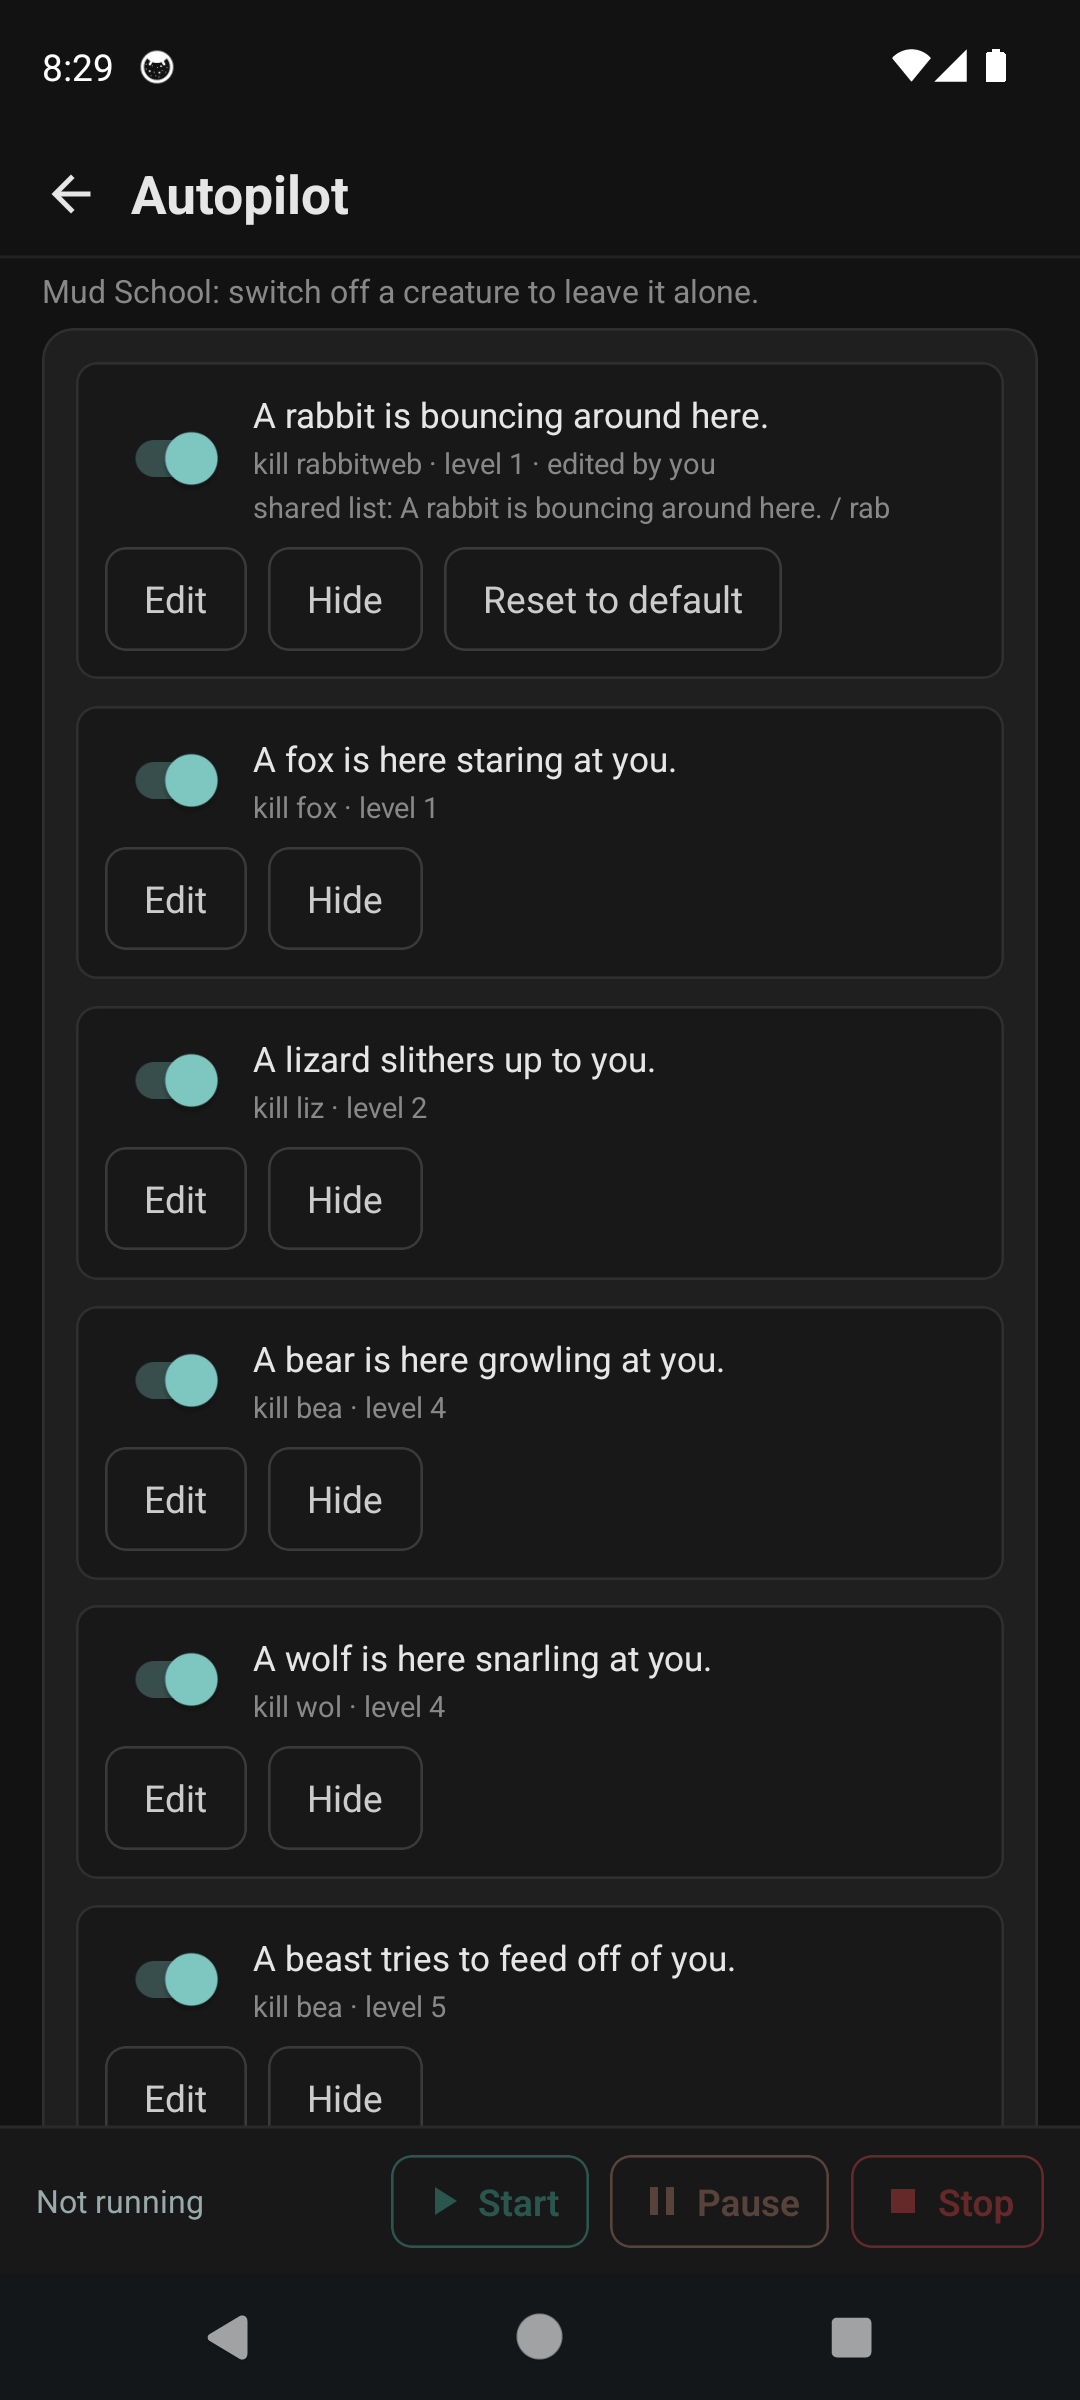 8:29
Autopilot
Mud School: switch off a creature to leave it alone.
A rabbit is bouncing around here.
kill rabbitweb · level 1 · edited by you
shared list: A rabbit is bouncing around here. / rab
Edit Hide Reset to default
A fox is here staring at you.
kill fox · level 1
Edit Hide
A lizard slithers up to you.
kill liz · level 2
Edit Hide
A bear is here growling at you.
kill bea · level 4
Edit Hide
A wolf is here snarling at you.
kill wol · level 4
Edit Hide
A beast tries to feed off of you.
kill bea · level 5
Edit Hide
Not running Start Pause Stop